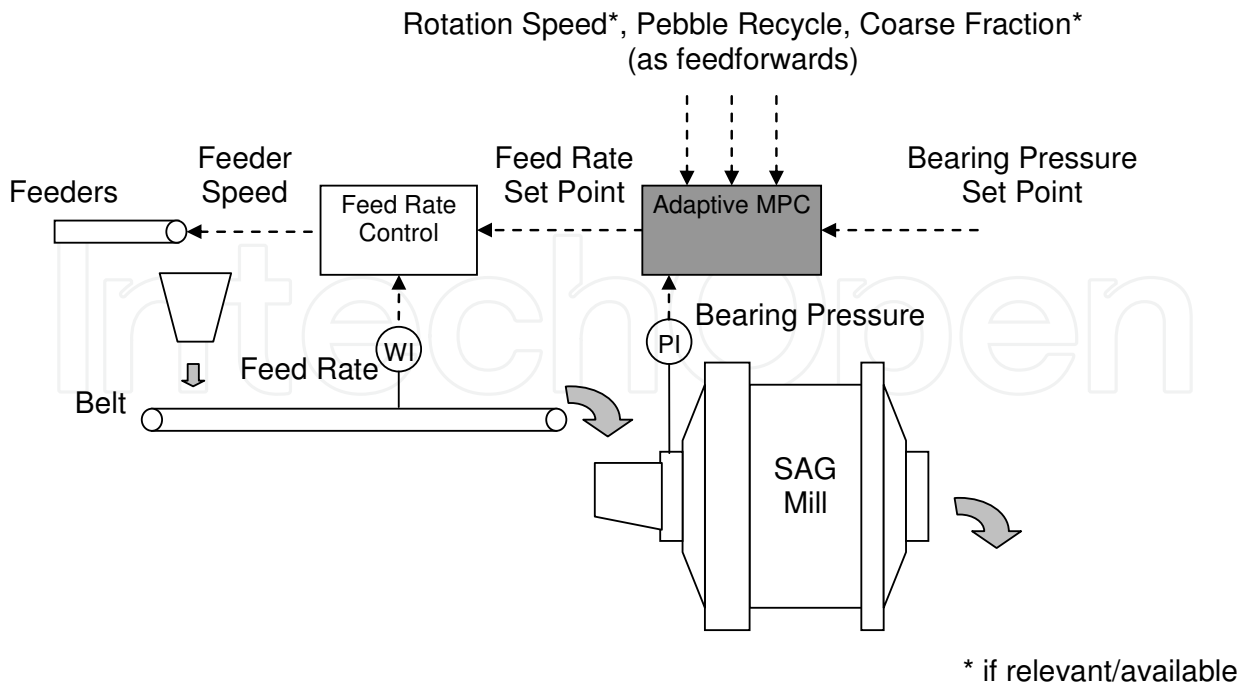 Rotation Speed*, Pebble Recycle, Coarse Fraction*
(as feedforwards)
Feeders
Feeder
Speed
Feed Rate
Control
Feed Rate
Set Point
Adaptive MPC
Bearing Pressure
Set Point
IntechOpen
WI
Feed Rate
PI
Bearing Pressure
Belt
SAG
Mill
* if relevant/available